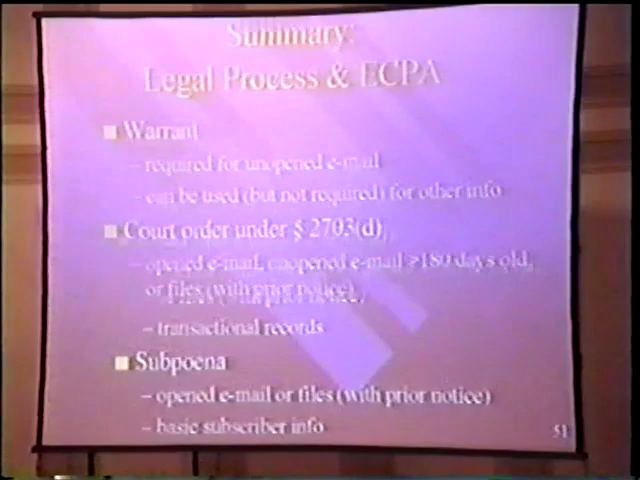 Summary:
Legal Process & ECPA
Warrant
– required for unopened e-mail
– can be used (but not required) for other info
Court order under § 2703(d)
– opened e-mail, unopened e-mail >180 days old,
or files (with prior notice)
– transactional records
Subpoena
– opened e-mail or files (with prior notice)
– basic subscriber info
51